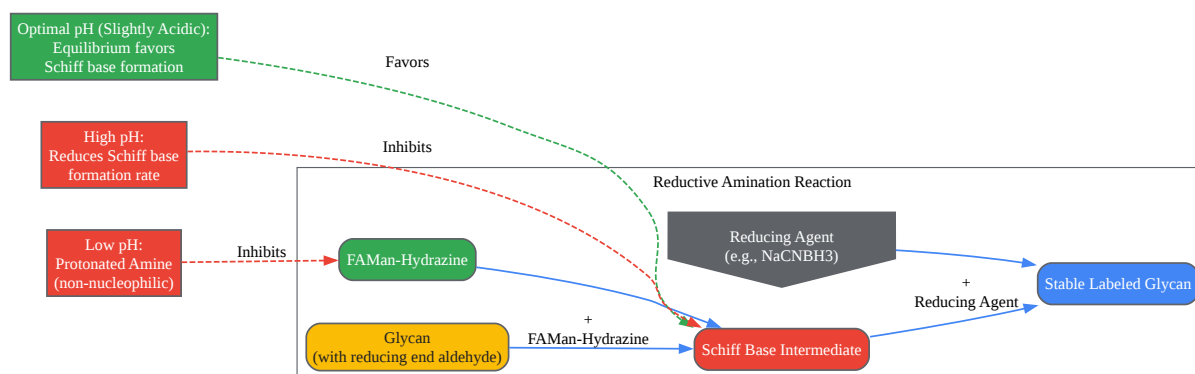 Optimal pH (Slightly Acidic):
Equilibrium favors
Schiff base formation
Favors
High pH:
Reduces Schiff base
formation rate
Inhibits
Reductive Amination Reaction
Low pH:
Protonated Amine
(non-nucleophilic)
Inhibits
FAMan-Hydrazine
Reducing Agent
(e.g., NaCNBH3)
Stable Labeled Glycan
+
Reducing Agent
Glycan
(with reducing end aldehyde)
+
FAMan-Hydrazine
Schiff Base Intermediate